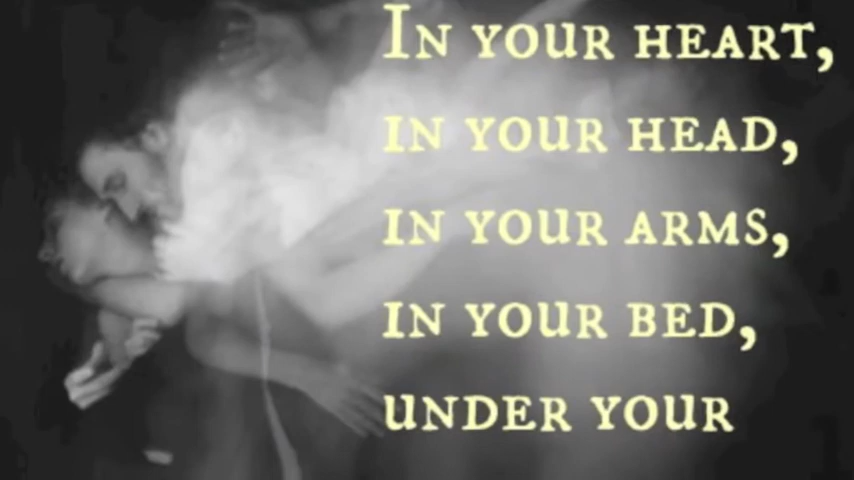 In your heart,
in your head,
in your arms,
in your bed,
under your